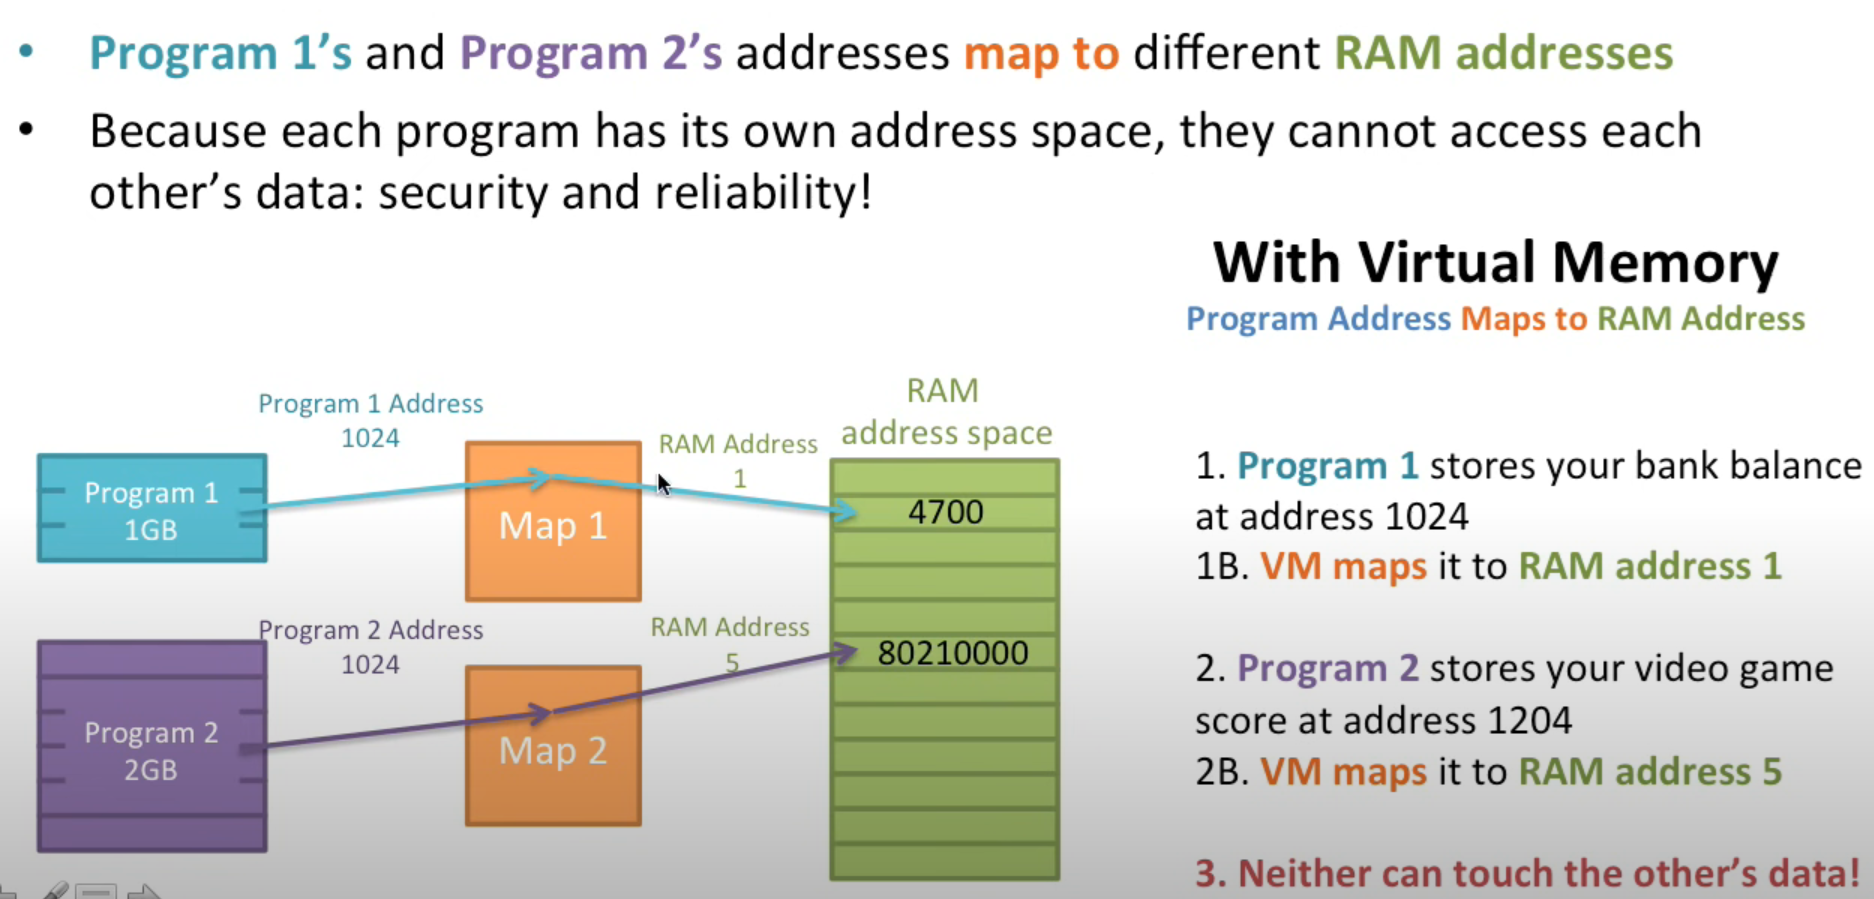 • Program 1’s and Program 2’s addresses map to different RAM addresses
• Because each program has its own address space, they cannot access each
other’s data: security and reliability!
With Virtual Memory
Program Address Maps to RAM Address
Program 1 Address
1024
RAM Address
1
RAM
address space
Program 1
1GB
Map 1
4700
Program 2 Address
1024
RAM Address
5
Program 2
2GB
Map 2
80210000
1. Program 1 stores your bank balance
at address 1024
1B. VM maps it to RAM address 1
2. Program 2 stores your video game
score at address 1204
2B. VM maps it to RAM address 5
3. Neither can touch the other’s data!